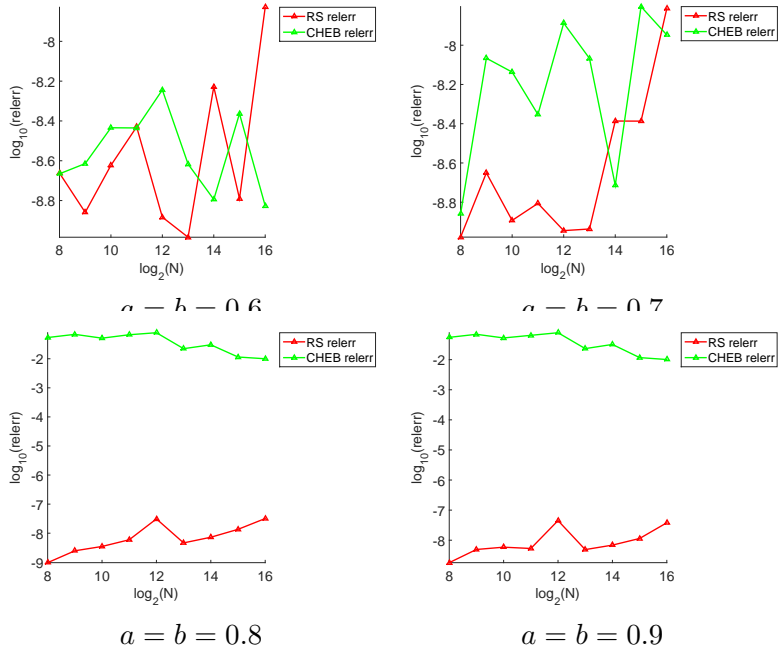 RS relerr
CHEB relerr
log10(relerr)
-8
-8.2
-8.4
-8.6
-8.8
8 10 12 14 16
log2(N)
a = b = 0.6
RS relerr
CHEB relerr
log10(relerr)
-8
-8.2
-8.4
-8.6
-8.8
8 10 12 14 16
log2(N)
a = b = 0.7
RS relerr
CHEB relerr
log10(relerr)
-2
-3
-4
-5
-6
-7
-8
-9
8 10 12 14 16
log2(N)
a = b = 0.8
RS relerr
CHEB relerr
log10(relerr)
-2
-3
-4
-5
-6
-7
-8
8 10 12 14 16
log2(N)
a = b = 0.9